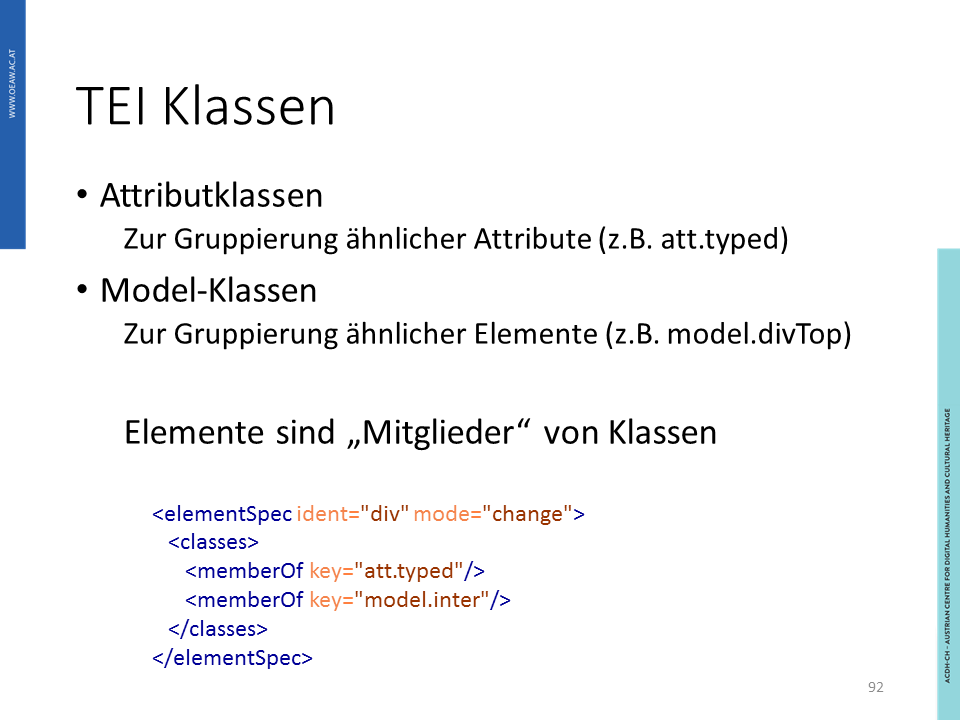 WWW.OEAW.AC.AT
TEI Klassen
• Attributklassen
Zur Gruppierung ähnlicher Attribute (z.B. att.typed)
• Model-Klassen
Zur Gruppierung ähnlicher Elemente (z.B. model.divTop)
Elemente sind „Mitglieder“ von Klassen
<elementSpec ident="div" mode="change">
<classes>
<memberOf key="att.typed"/>
<memberOf key="model.inter"/>
</classes>
</elementSpec>
ACDH-CH – AUSTRIAN CENTRE FOR DIGITAL HUMANITIES AND CULTURAL HERITAGE
92